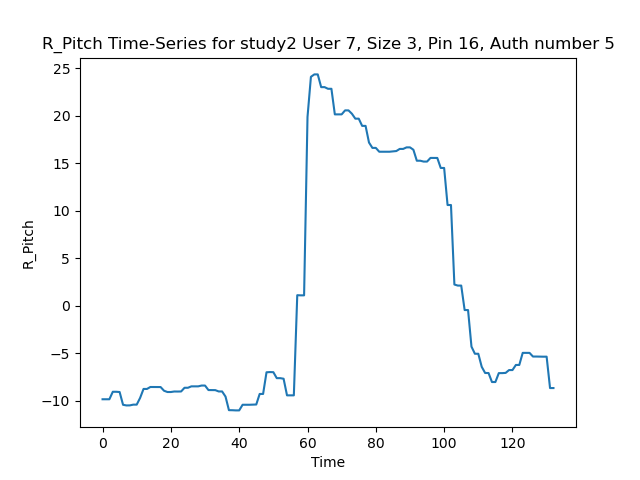 R_Pitch Time-Series for study2 User 7, Size 3, Pin 16, Auth number 5
25
20
15
10
5
0
−5
−10
R_Pitch
0 20 40 60 80 100 120
Time